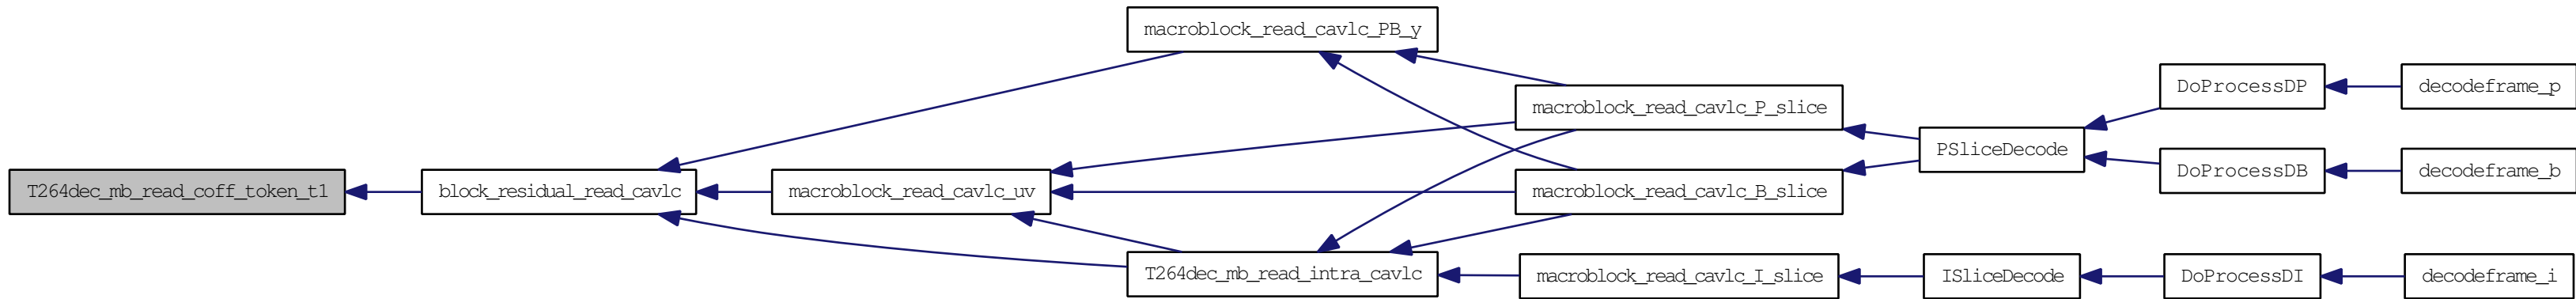 macroblock_read_cavlc_PB_y
DoProcessDP
decodeframe_p
macroblock_read_cavlc_P_slice
PSliceDecode
T264dec_mb_read_coff_token_t1
block_residual_read_cavlc
macroblock_read_cavlc_uv
macroblock_read_cavlc_B_slice
DoProcessDB
decodeframe_b
T264dec_mb_read_intra_cavlc
macroblock_read_cavlc_I_slice
ISliceDecode
DoProcessDI
decodeframe_i